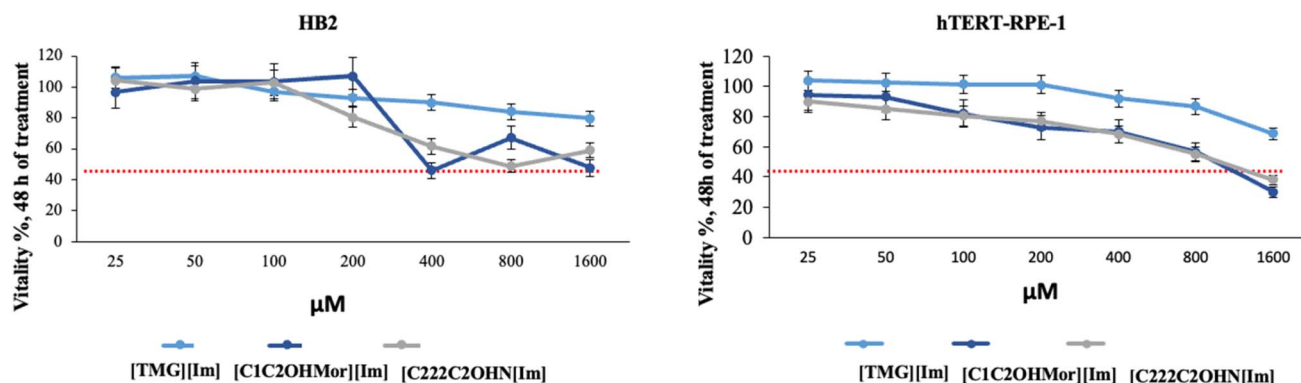 HB2
Vitality %, 48 h of treatment
120
100
80
60
40
20
0
25 50 100 200 400 800 1600
µM
[TMG][Im] [C1C2OHMor][Im] [C222C2OHN[Im]
hTERT-RPE-1
Vitality %, 48h of treatment
120
100
80
60
40
20
0
25 50 100 200 400 800 1600
µM
[TMG][Im] [C1C2OHMor][Im] [C222C2OHN[Im]